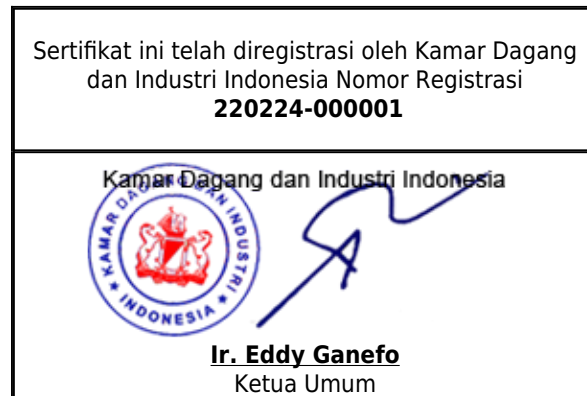 Sertifikat ini telah diregistrasi oleh Kamar Dagang
dan Industri Indonesia Nomor Registrasi
220224-000001
Kamar Dagang dan Industri Indonesia
KAMAR DAGANG DAN INDUSTRI
* INDONESIA *
Ir. Eddy Ganefo
Ketua Umum